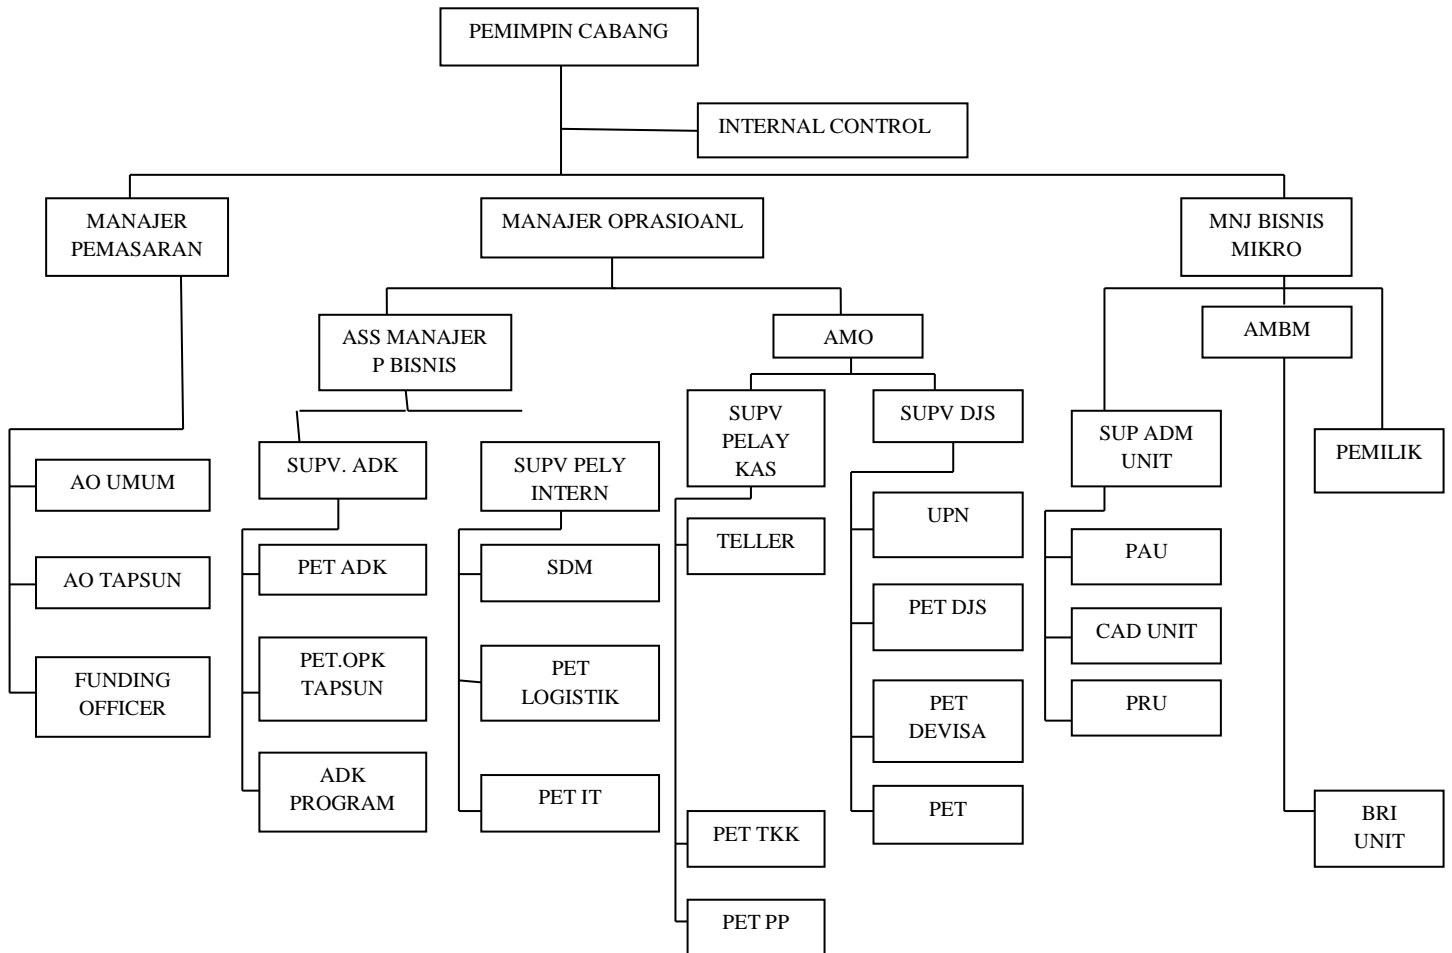 PEMIMPIN CABANG
INTERNAL CONTROL
MANAJER
PEMASARAN
MANAJER OPRASIOANL
MNJ BISNIS
MIKRO
ASS MANAJER
P BISNIS
AMO
AMBM
SUPV
PELAY
KAS
SUPV DJS
SUP ADM
UNIT
PEMILIK
AO UMUM
SUPV. ADK
SUPV PELY
INTERN
UPN
TELLER
PAU
AO TAPSUN
PET ADK
SDM
PET DJS
CAD UNIT
FUNDING
OFFICER
PET.OPK
TAPSUN
PET
LOGISTIK
PET
DEVISA
PRU
ADK
PROGRAM
PET IT
PET TKK
PET
BRI
UNIT
PET PP